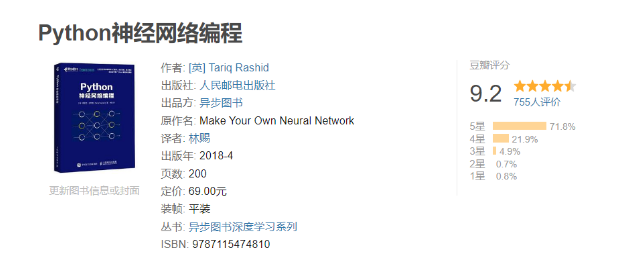 Python神经网络编程
Python
神经网络编程
更新图书信息或封面
作者: [英] Tariq Rashid
出版社: 人民邮电出版社
出品方: 异步图书
原作名: Make Your Own Neural Network
译者: 林赐
出版年: 2018-4
页数: 200
定价: 69.00元
装帧: 平装
丛书: 异步图书深度学习系列
ISBN: 9787115474810
豆瓣评分
9.2
755人评价
5星 71.8%
4星 21.9%
3星 4.9%
2星 0.7%
1星 0.8%